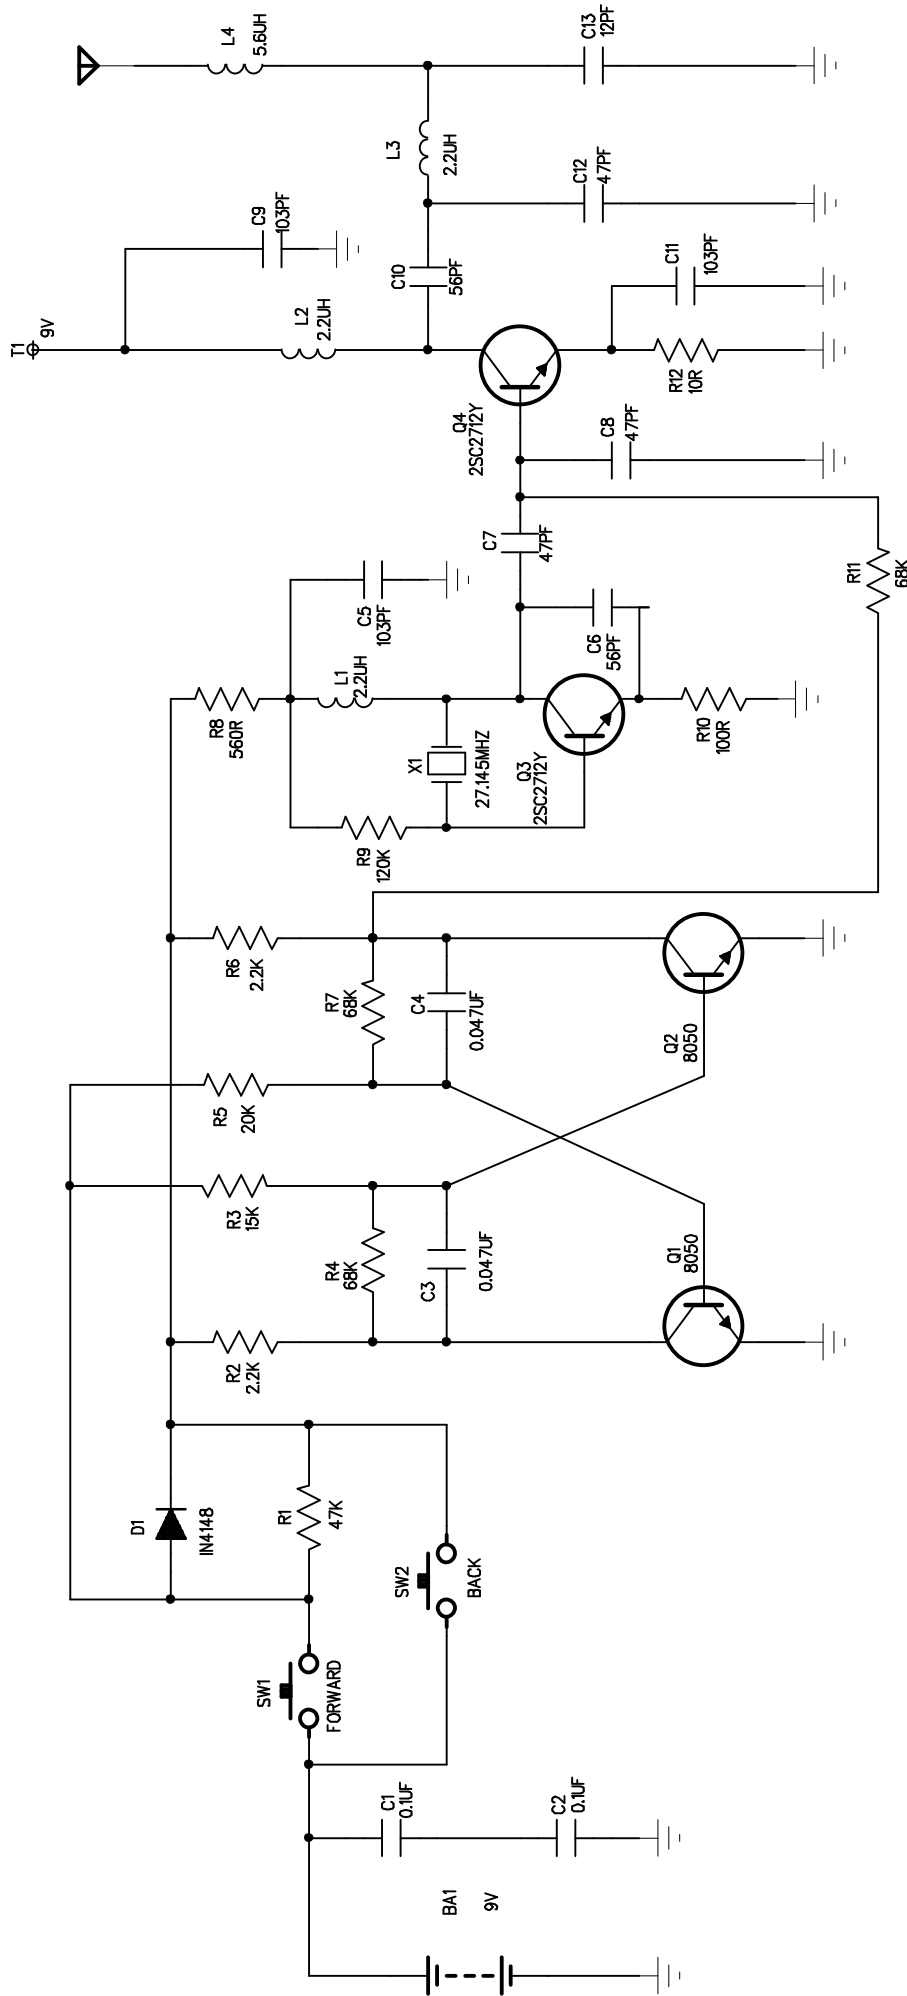 BA1
9V
C1
0.1UF
C2
0.1UF
SW1
FORWARD
SW2
BACK
D1
IN4148
R1
47K
R2
2.2K
R4
68K
C3
0.047UF
Q1
8050
R3
15K
R5
20K
R7
68K
C4
0.047UF
Q2
8050
R6
2.2K
R9
120K
R8
560R
X1
27.145MHZ
L1
2.2UH
C5
103PF
Q3
2SC2712Y
C6
56PF
R10
100R
C7
47PF
R11
68K
Q4
2SC2712Y
C8
47PF
T1
9V
L2
2.2UH
C9
103PF
R12
10R
C11
103PF
C10
56PF
L3
2.2UH
C12
47PF
L4
5.6UH
C13
12PF